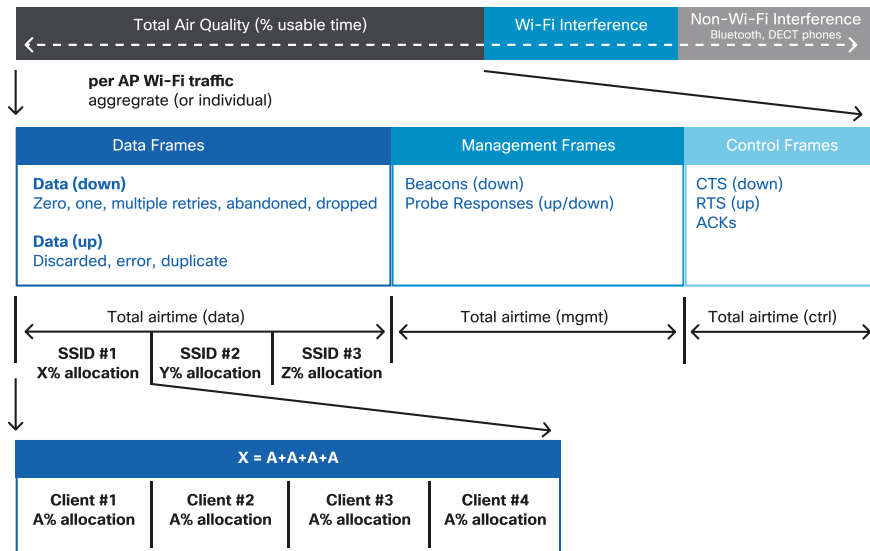 Total Air Quality (% usable time)
Wi-Fi Interference
Non-Wi-Fi Interference
Bluetooth, DECT phones
per AP Wi-Fi traffic
aggregrate (or individual)
Data Frames
Management Frames
Control Frames
Data (down)
Zero, one, multiple retries, abandoned, dropped
Data (up)
Discarded, error, duplicate
Beacons (down)
Probe Responses (up/down)
CTS (down)
RTS (up)
ACKs
Total airtime (data)
Total airtime (mgmt)
Total airtime (ctrl)
SSID #1
X% allocation
SSID #2
Y% allocation
SSID #3
Z% allocation
X = A+A+A+A
Client #1
A% allocation
Client #2
A% allocation
Client #3
A% allocation
Client #4
A% allocation